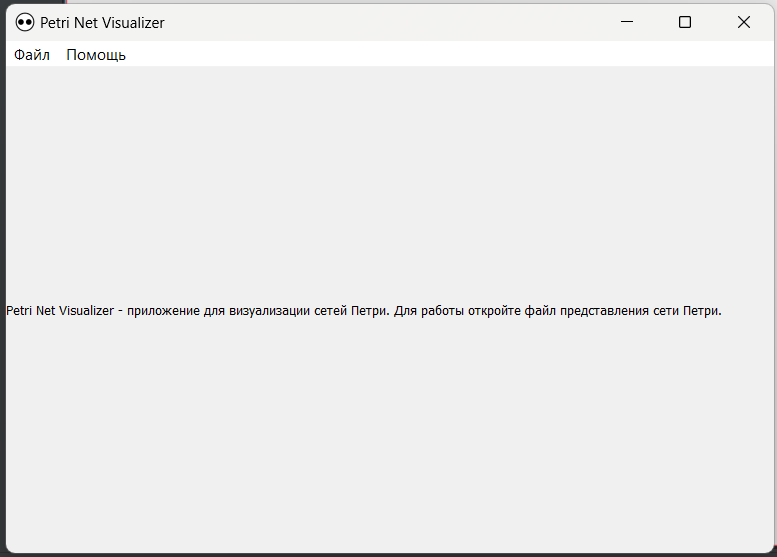 Petri Net Visualizer
Файл Помощь
Petri Net Visualizer - приложение для визуализации сетей Петри. Для работы откройте файл представления сети Петри.